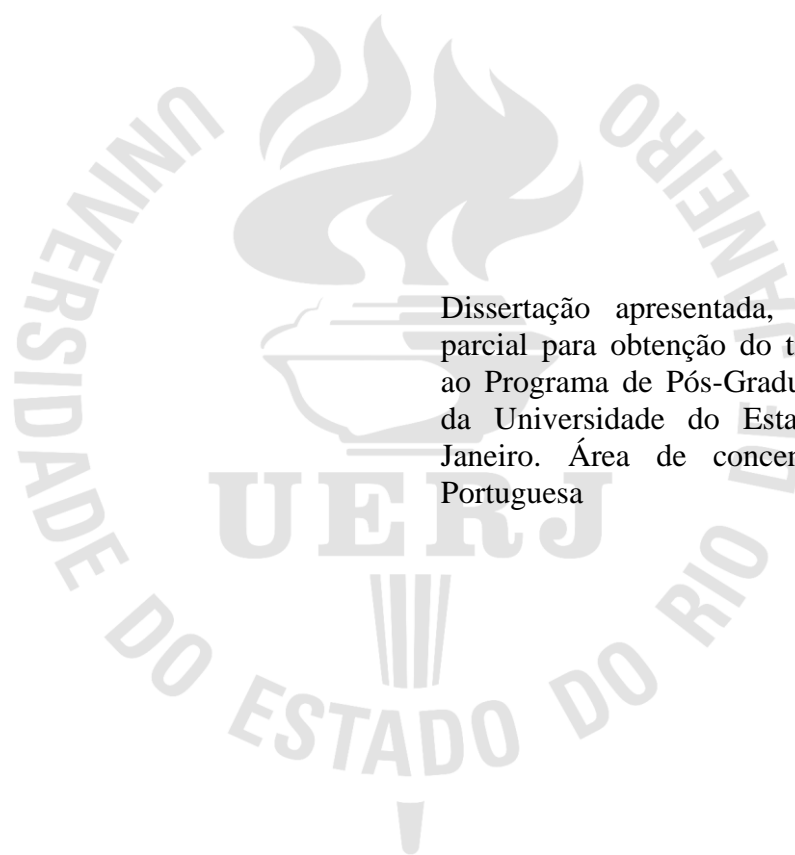 UNIVERSIDADE DO ESTADO DO RIO DE JANEIRO
UERJ
Dissertação apresentada,
parcial para obtenção do t
ao Programa de Pós-Gradu
da Universidade do Esta
Janeiro. Área de concen
Portuguesa